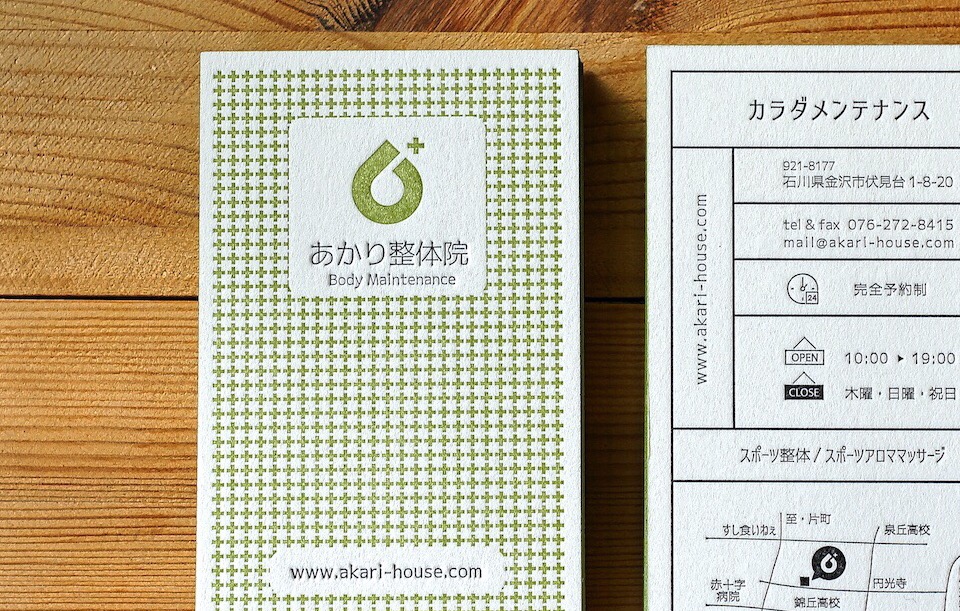 あかり整体院
Body Maintenance
www.akari-house.com
カラダメンテナンス
www.akari-house.com
921-8177
石川県金沢市伏見台1-8-20
tel & fax 076-272-8415
mail@akari-house.com
24
完全予約制
OPEN
10:00 ▶ 19:00
CLOSE
木曜・日曜・祝日
スポーツ整体 / スポーツアロママッサージ
至・片町
すし食いねぇ
泉丘高校
赤十字
病院
円光寺
錦丘高校